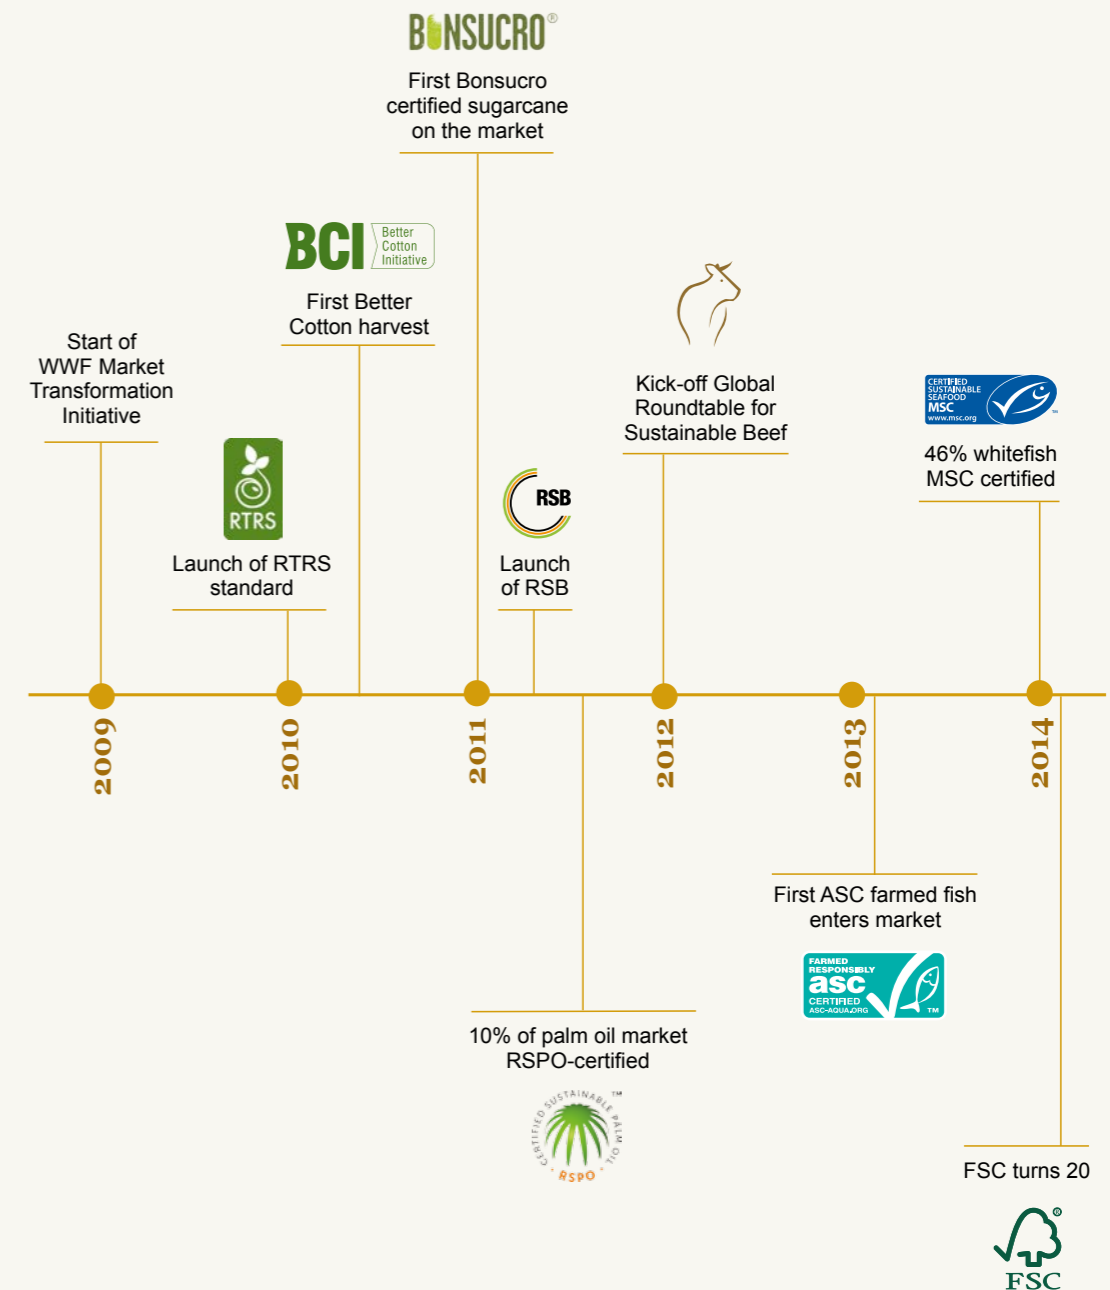 BONSUCRO®
First Bonsucro
certified sugarcane
on the market
BCI
Better
Cotton
Initiative
First Better
Cotton harvest
Start of
WWF Market
Transformation
Initiative
Kick-off Global
Roundtable for
Sustainable Beef
CERTIFIED
SUSTAINABLE
SEAFOOD
MSC
www.msc.org
TM
46% whitefish
MSC certified
RTRS
Launch of RTRS
standard
RSB
Launch
of RSB
2009
2010
2011
2012
2013
2014
First ASC farmed fish
enters market
FARMED
RESPONSIBLY
asc
CERTIFIED
ASC-AQUA.ORG
TM
10% of palm oil market
RSPO-certified
CERTIFIED SUSTAINABLE PALM OIL TM
RSPO
FSC turns 20
®
FSC